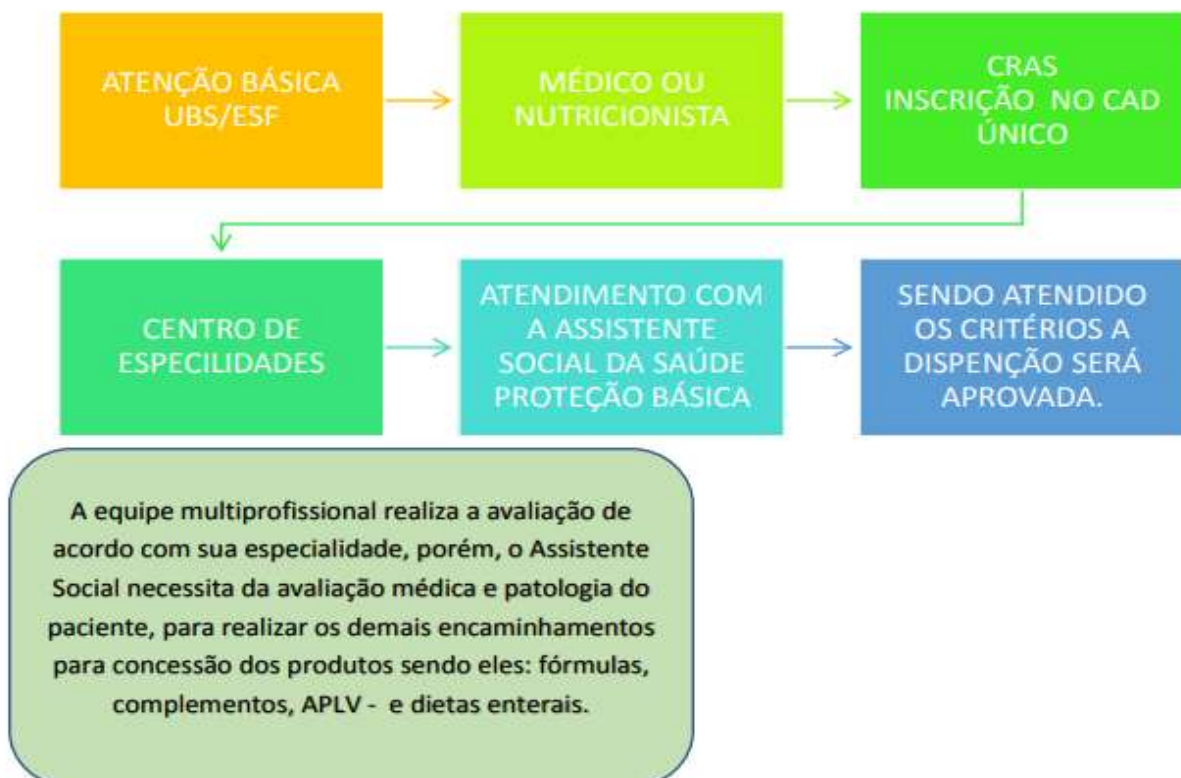 ATENÇÃO BÁSICA
UBS/ESF
MÉDICO OU
NUTRICIONISTA
CRAS
INSCRIÇÃO NO CAD
ÚNICO
CENTRO DE
ESPECILIDADES
ATENDIMENTO COM
A ASSISTENTE
SOCIAL DA SAÚDE
PROTEÇÃO BÁSICA
SENDO ATENDIDO
OS CRITÉRIOS A
DISPENÇÃO SERÁ
APROVADA.
A equipe multiprofissional realiza a avaliação de
acordo com sua especialidade, porém, o Assistente
Social necessita da avaliação médica e patologia do
paciente, para realizar os demais encaminhamentos
para concessão dos produtos sendo eles: fórmulas,
complementos, APLV - e dietas enterais.